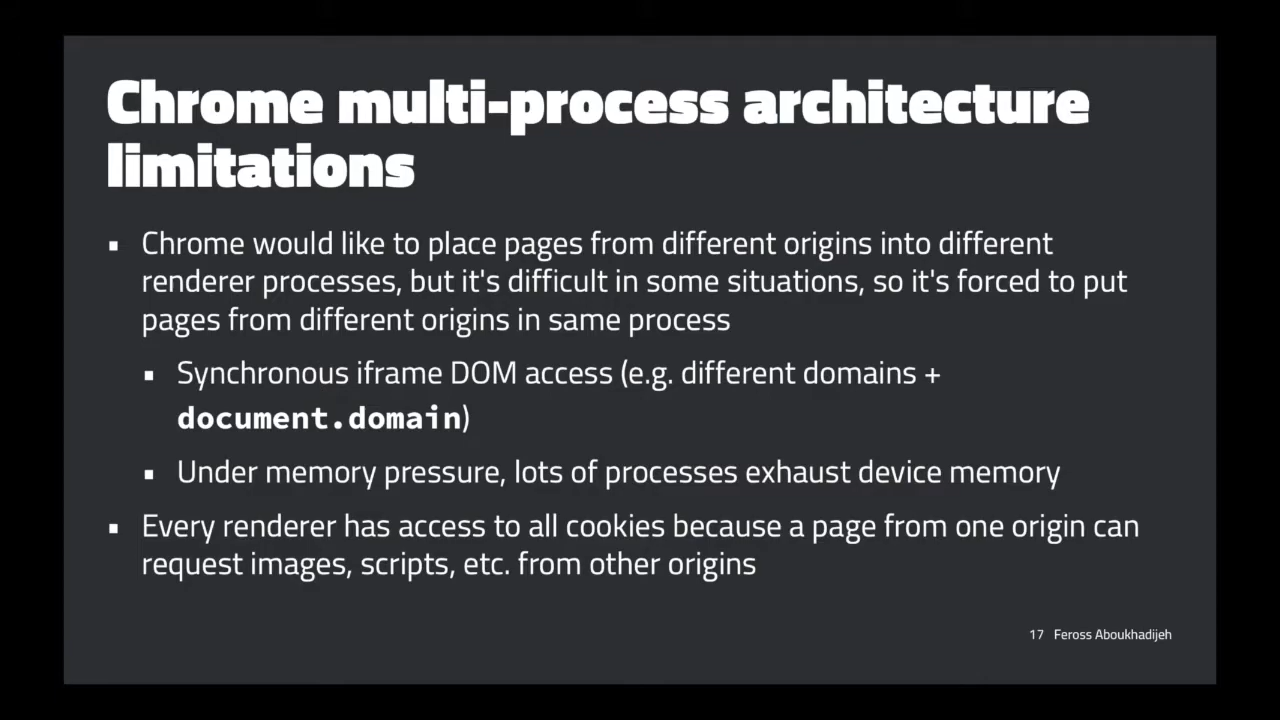 Chrome multi-process architecture
limitations
▪ Chrome would like to place pages from different origins into different
renderer processes, but it's difficult in some situations, so it's forced to put
pages from different origins in same process
▪ Synchronous iframe DOM access (e.g. different domains +
document.domain)
▪ Under memory pressure, lots of processes exhaust device memory
▪ Every renderer has access to all cookies because a page from one origin can
request images, scripts, etc. from other origins
17 Feross Aboukhadijeh